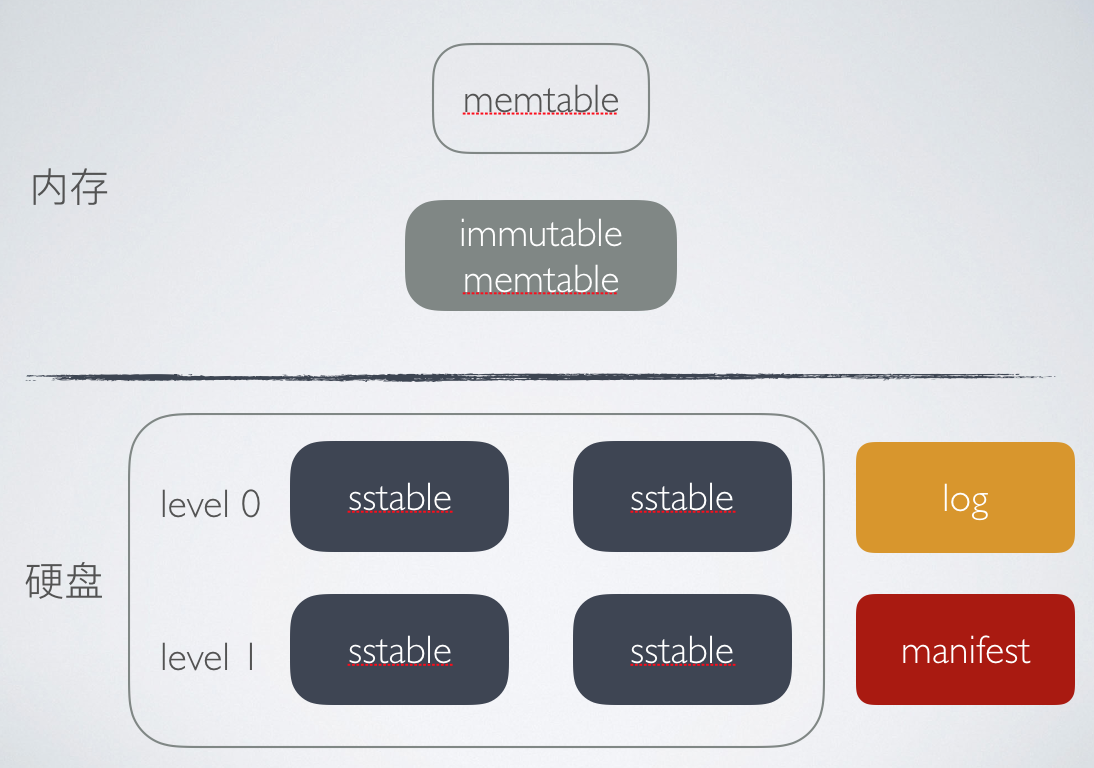 memtable
内存
immutable
memtable
level 0
sstable
sstable
log
硬盘
level 1
sstable
sstable
manifest